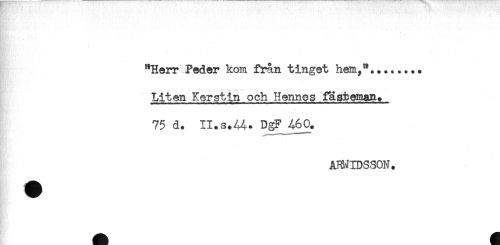 "Herr Peder kom från tinget hem,"........
Liten Kerstin och Hennes fästeman.
75 d. II.s.44. DgF 460.
ARWIDSSON.